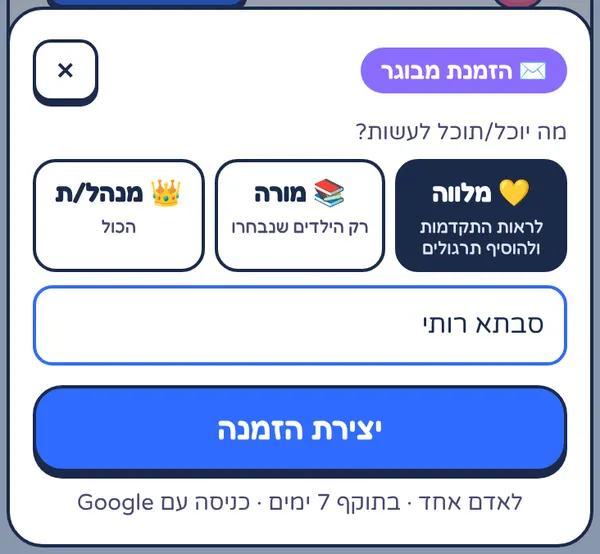 ✉️ הזמנת מבוגר
×
מה יוכל/תוכל לעשות?
💛 מלווה
לראות התקדמות
ולהוסיף תרגולים
📚 מורה
רק הילדים שנבחרו
👑 מנהל/ת
הכול
סבתא רותי
יצירת הזמנה
לאדם אחד · בתוקף 7 ימים · כניסה עם Google